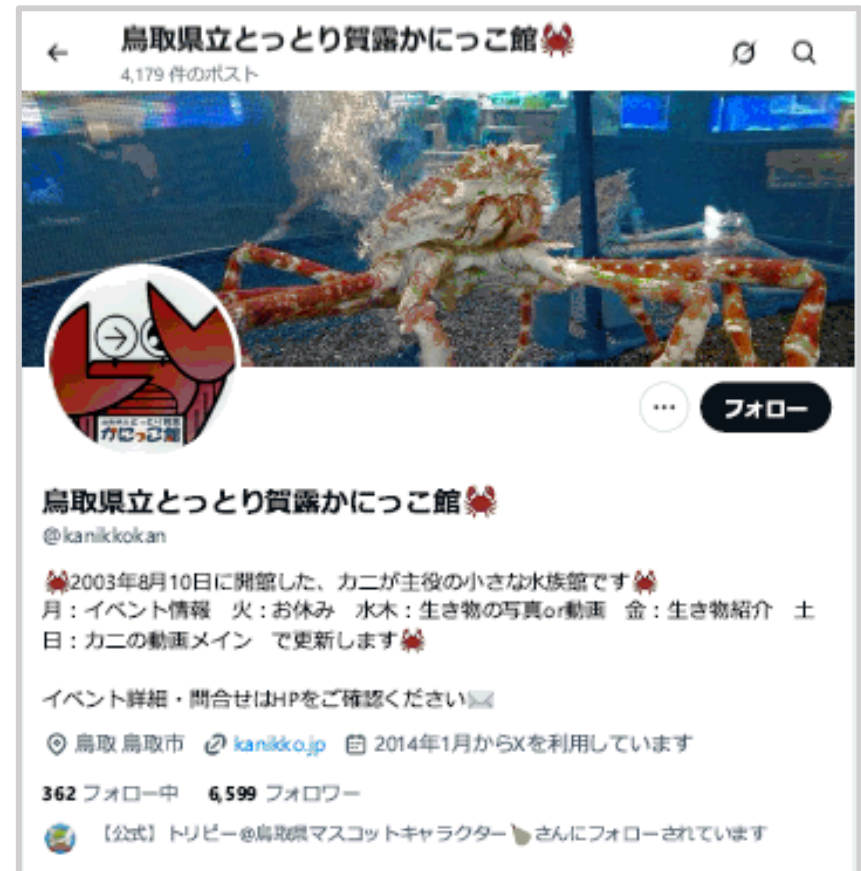 鳥取県立とっとり賀露かにっこ館🦀
4,179 件のポスト
かにっこ館
フォロー
鳥取県立とっとり賀露かにっこ館🦀
@kanikkokan
🦀2003年8月10日に開館した、カニが主役の小さな水族館です🦀
月：イベント情報　火：お休み　水木：生き物の写真or動画　金：生き物紹介　土
日：カニの動画メイン　で更新します🦀
イベント詳細・問合せはHPをご確認ください✉️
鳥取 鳥取市 kanikko.jp 2014年1月からXを利用しています
362 フォロー中 6,599 フォロワー
【公式】トリピー@鳥取県マスコットキャラクター🍐さんにフォローされています